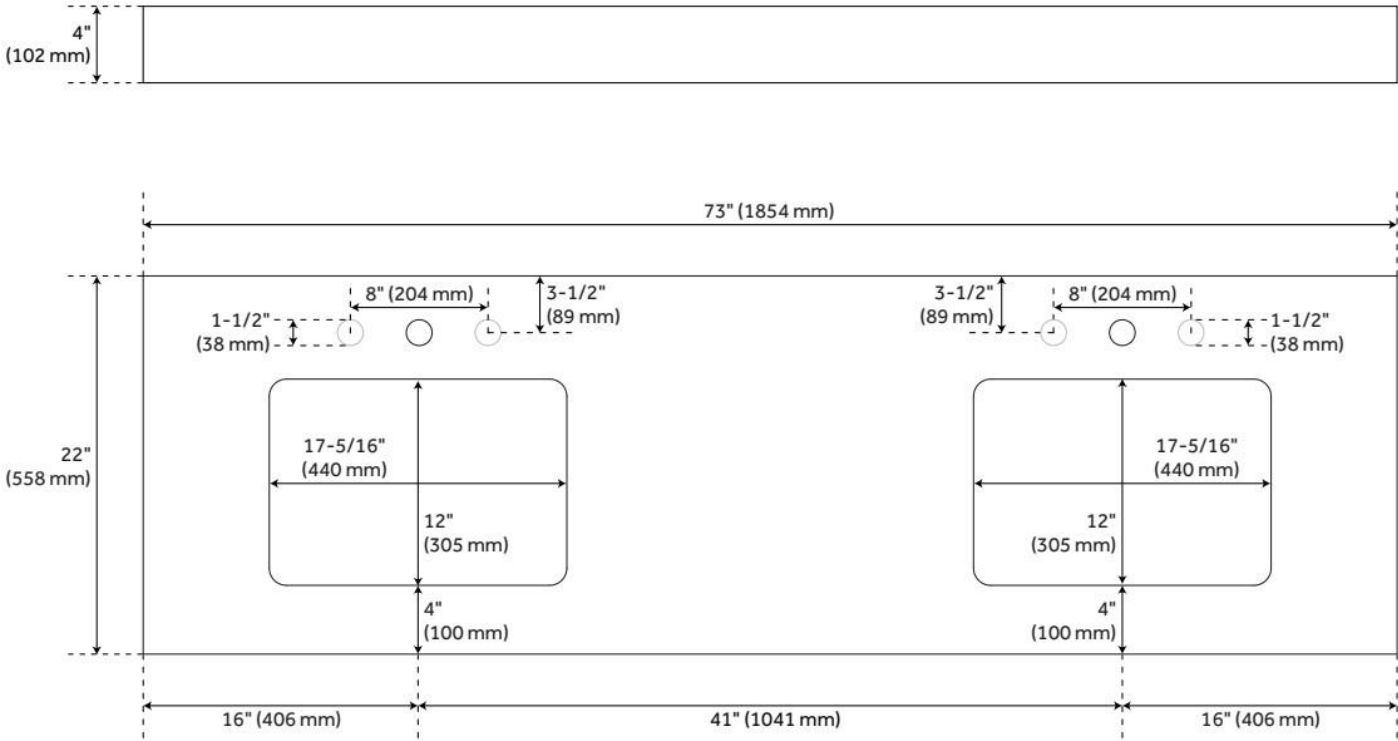 4"
(102 mm)
73" (1854 mm)
8" (204 mm)
3-1/2"
(89 mm)
3-1/2"
(89 mm)
8" (204 mm)
1-1/2"
(38 mm)
1-1/2"
(38 mm)
22"
(558 mm)
17-5/16"
(440 mm)
17-5/16"
(440 mm)
12"
(305 mm)
12"
(305 mm)
4"
(100 mm)
4"
(100 mm)
16" (406 mm)
41" (1041 mm)
16" (406 mm)